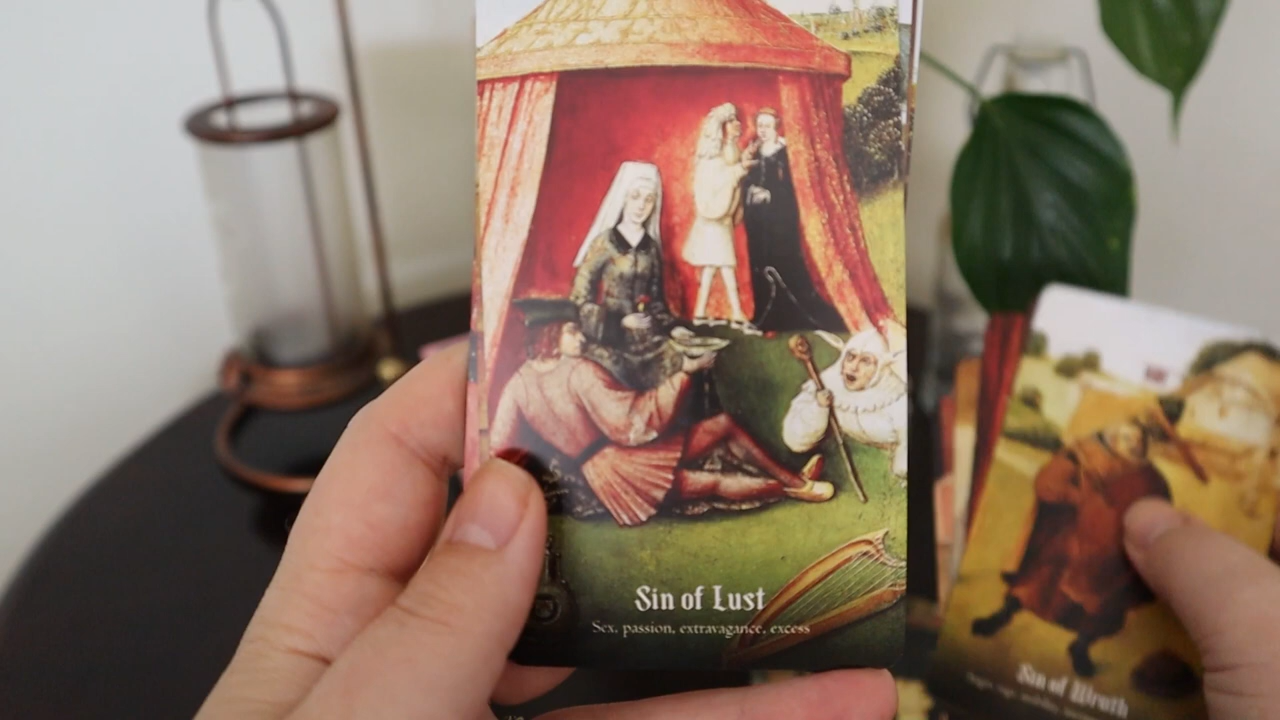 Sin of Lust
Sex, passion, extravagance, excess
Sin of Wrath